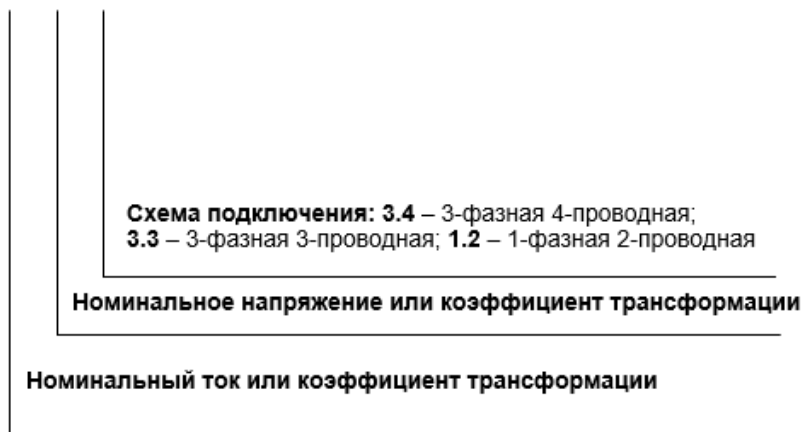 Схема подключения: 3.4 – 3-фазная 4-проводная;
3.3 – 3-фазная 3-проводная; 1.2 – 1-фазная 2-проводная
Номинальное напряжение или коэффициент трансформации
Номинальный ток или коэффициент трансформации